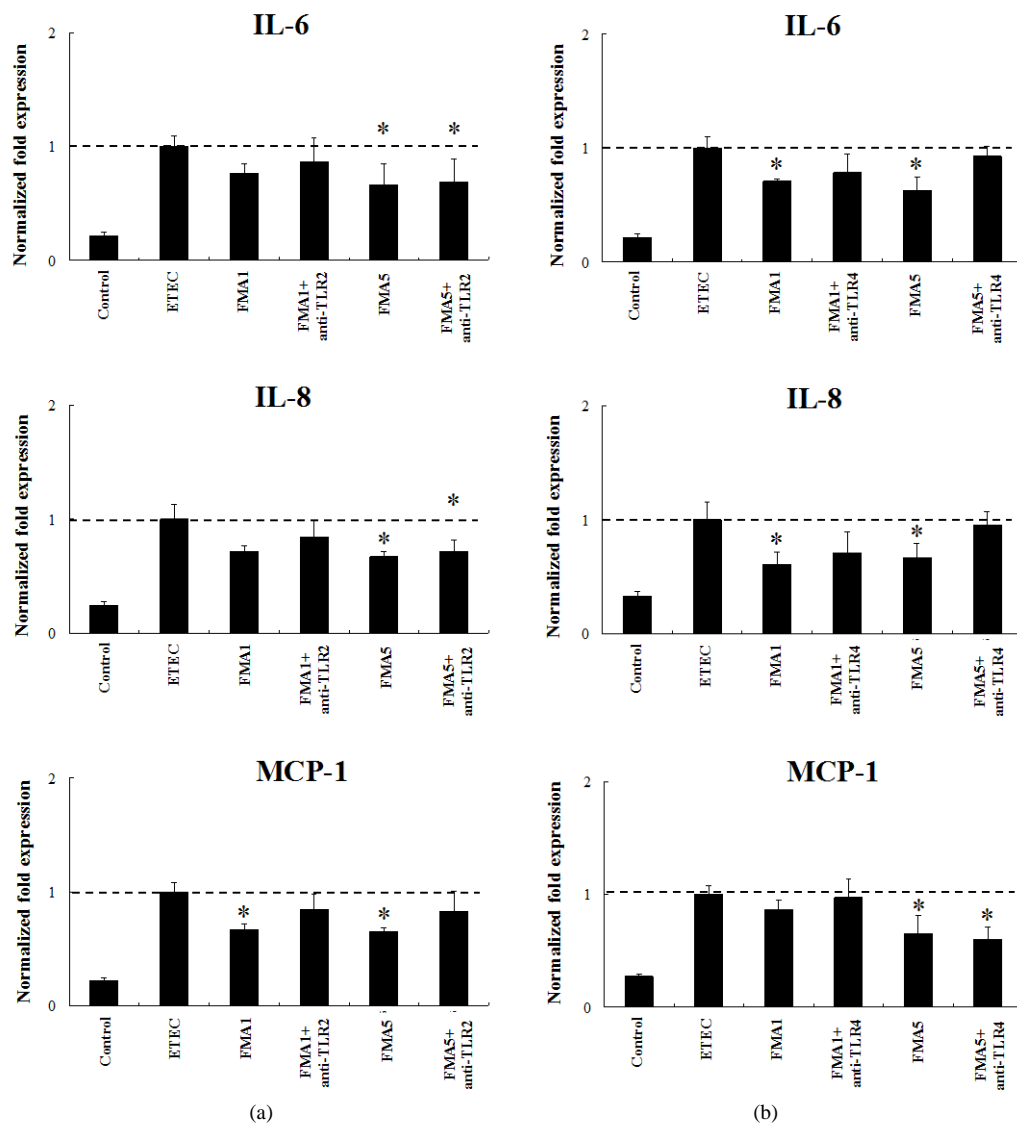 IL-6
Normalized fold expression
2
1
0
*
*
Control
ETEC
FMA1
FMA1+
anti-TLR2
FMA5
FMA5+
anti-TLR2
IL-6
Normalized fold expression
2
1
0
*
*
Control
ETEC
FMA1
FMA1+
anti-TLR4
FMA5
FMA5+
anti-TLR4
IL-8
Normalized fold expression
2
1
0
*
*
Control
ETEC
FMA1
FMA1+
anti-TLR2
FMA5
FMA5+
anti-TLR2
IL-8
Normalized fold expression
2
1
0
*
*
Control
ETEC
FMA1
FMA1+
anti-TLR4
FMA5
FMA5+
anti-TLR4
MCP-1
Normalized fold expression
2
1
0
*
*
Control
ETEC
FMA1
FMA1+
anti-TLR2
FMA5
FMA5+
anti-TLR2
MCP-1
Normalized fold expression
2
1
0
*
*
Control
ETEC
FMA1
FMA1+
anti-TLR4
FMA5
FMA5+
anti-TLR4
(a)
(b)